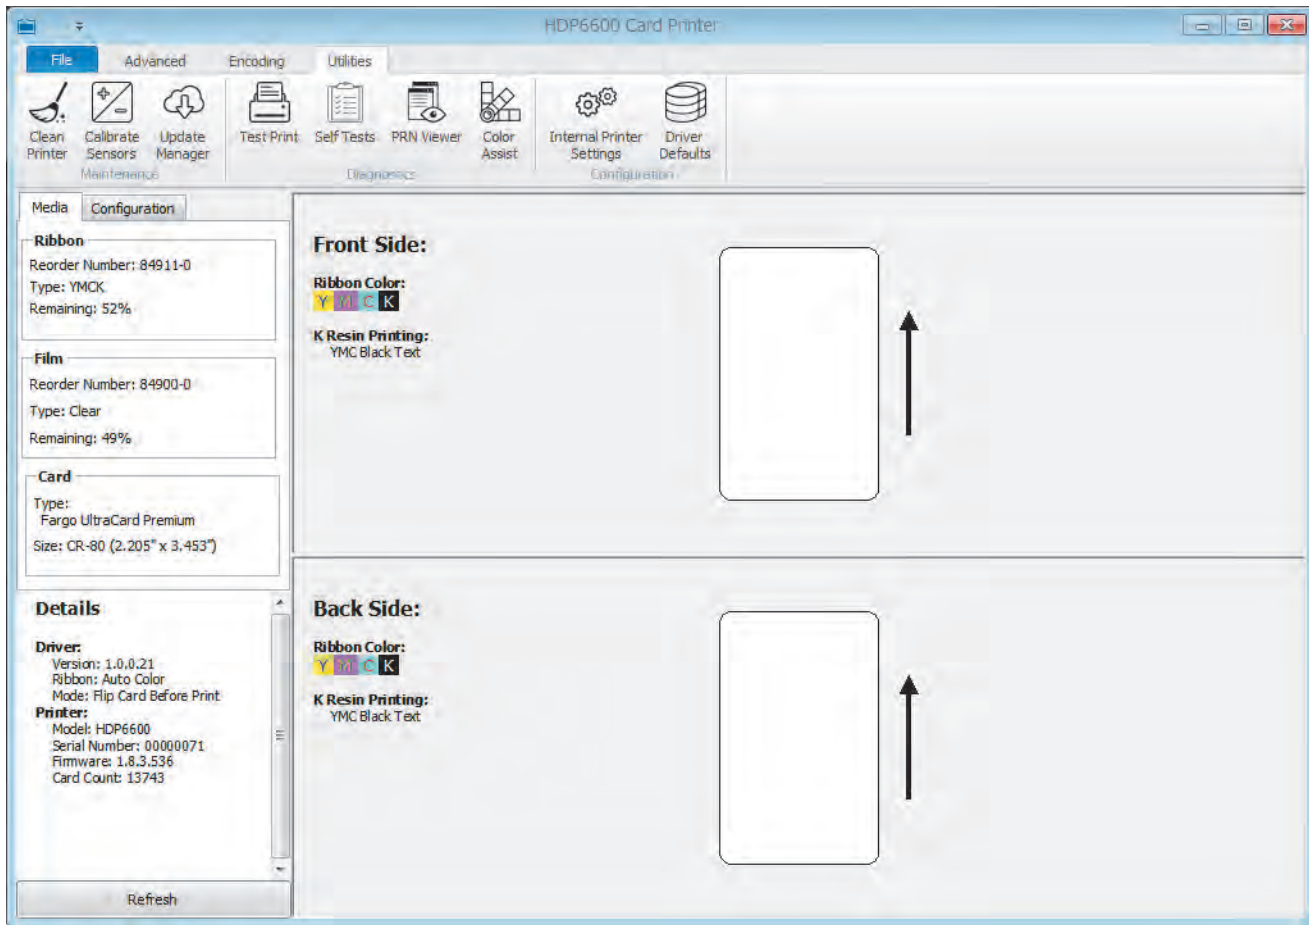 HDP6600 Card Printer
File Advanced Encoding Utilities
Clean Printer
Calibrate Sensors
Update Manager
Test Print
Self Tests
PRN Viewer
Color Assist
Internal Printer Settings
Driver Defaults
Maintenance
Diagnostics
Configuration
Media Configuration
Ribbon
Reorder Number: 84911-0
Type: YMCK
Remaining: 52%
Film
Reorder Number: 84900-0
Type: Clear
Remaining: 49%
Card
Type:
Fargo UltraCard Premium
Size: CR-80 (2.205" x 3.453")
Details
Driver:
Version: 1.0.0.21
Ribbon: Auto Color
Mode: Flip Card Before Print
Printer:
Model: HDP6600
Serial Number: 00000071
Firmware: 1.8.3.536
Card Count: 13743
Refresh
Front Side:
Ribbon Color:
Y M C K
K Resin Printing:
YMC Black Text
Back Side:
Ribbon Color:
Y M C K
K Resin Printing:
YMC Black Text